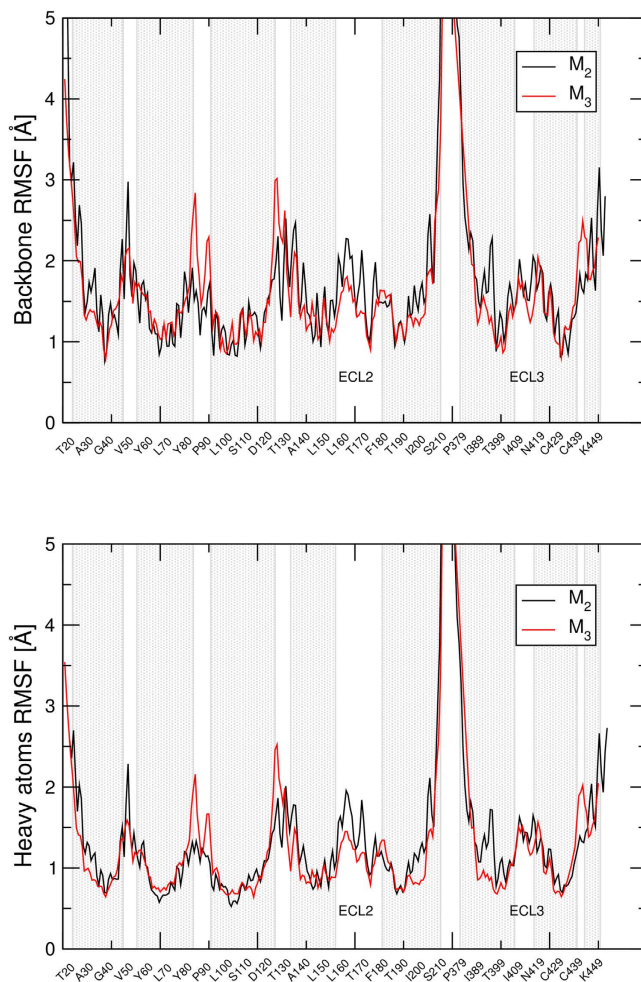 5
4
3
2
1
0
Backbone RMSF [Å]
M₂
M₃
ECL2
ECL3
T20 A30 G40 V50 Y60 L70 Y80 P90 L100 S110 D120 T130 A140 L150 L160 T170 F180 T190 I200 S210 P379 I389 T399 I409 N419 C429 C439 K449
5
4
3
2
1
0
Heavy atoms RMSF [Å]
M₂
M₃
ECL2
ECL3
T20 A30 G40 V50 Y60 L70 Y80 P90 L100 S110 D120 T130 A140 L150 L160 T170 F180 T190 I200 S210 P379 I389 T399 I409 N419 C429 C439 K449